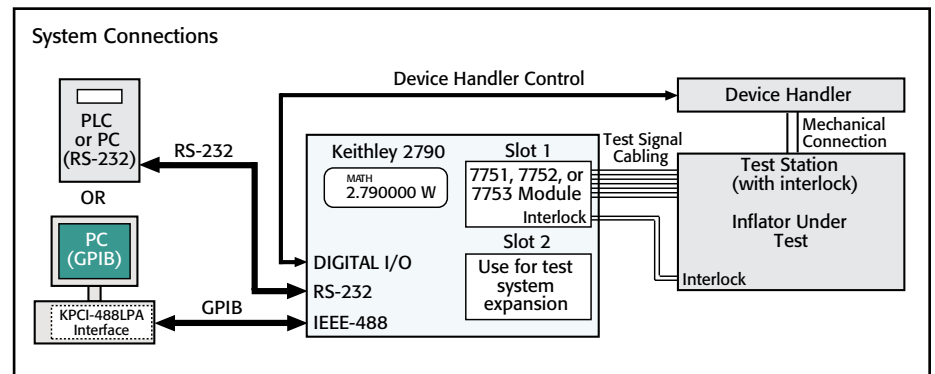 System Connections
Device Handler Control
Device Handler
PLC
or PC
(RS-232)
RS-232
OR
PC
(GPIB)
KPCI-488LPA
Interface
GPIB
Keithley 2790
MATH
2.790000 W
DIGITAL I/O
RS-232
IEEE-488
Slot 1
7751, 7752, or
7753 Module
Interlock
Slot 2
Use for test
system
expansion
Test Signal
Cabling
Mechanical
Connection
Test Station
(with interlock)
Inflator Under
Test
Interlock